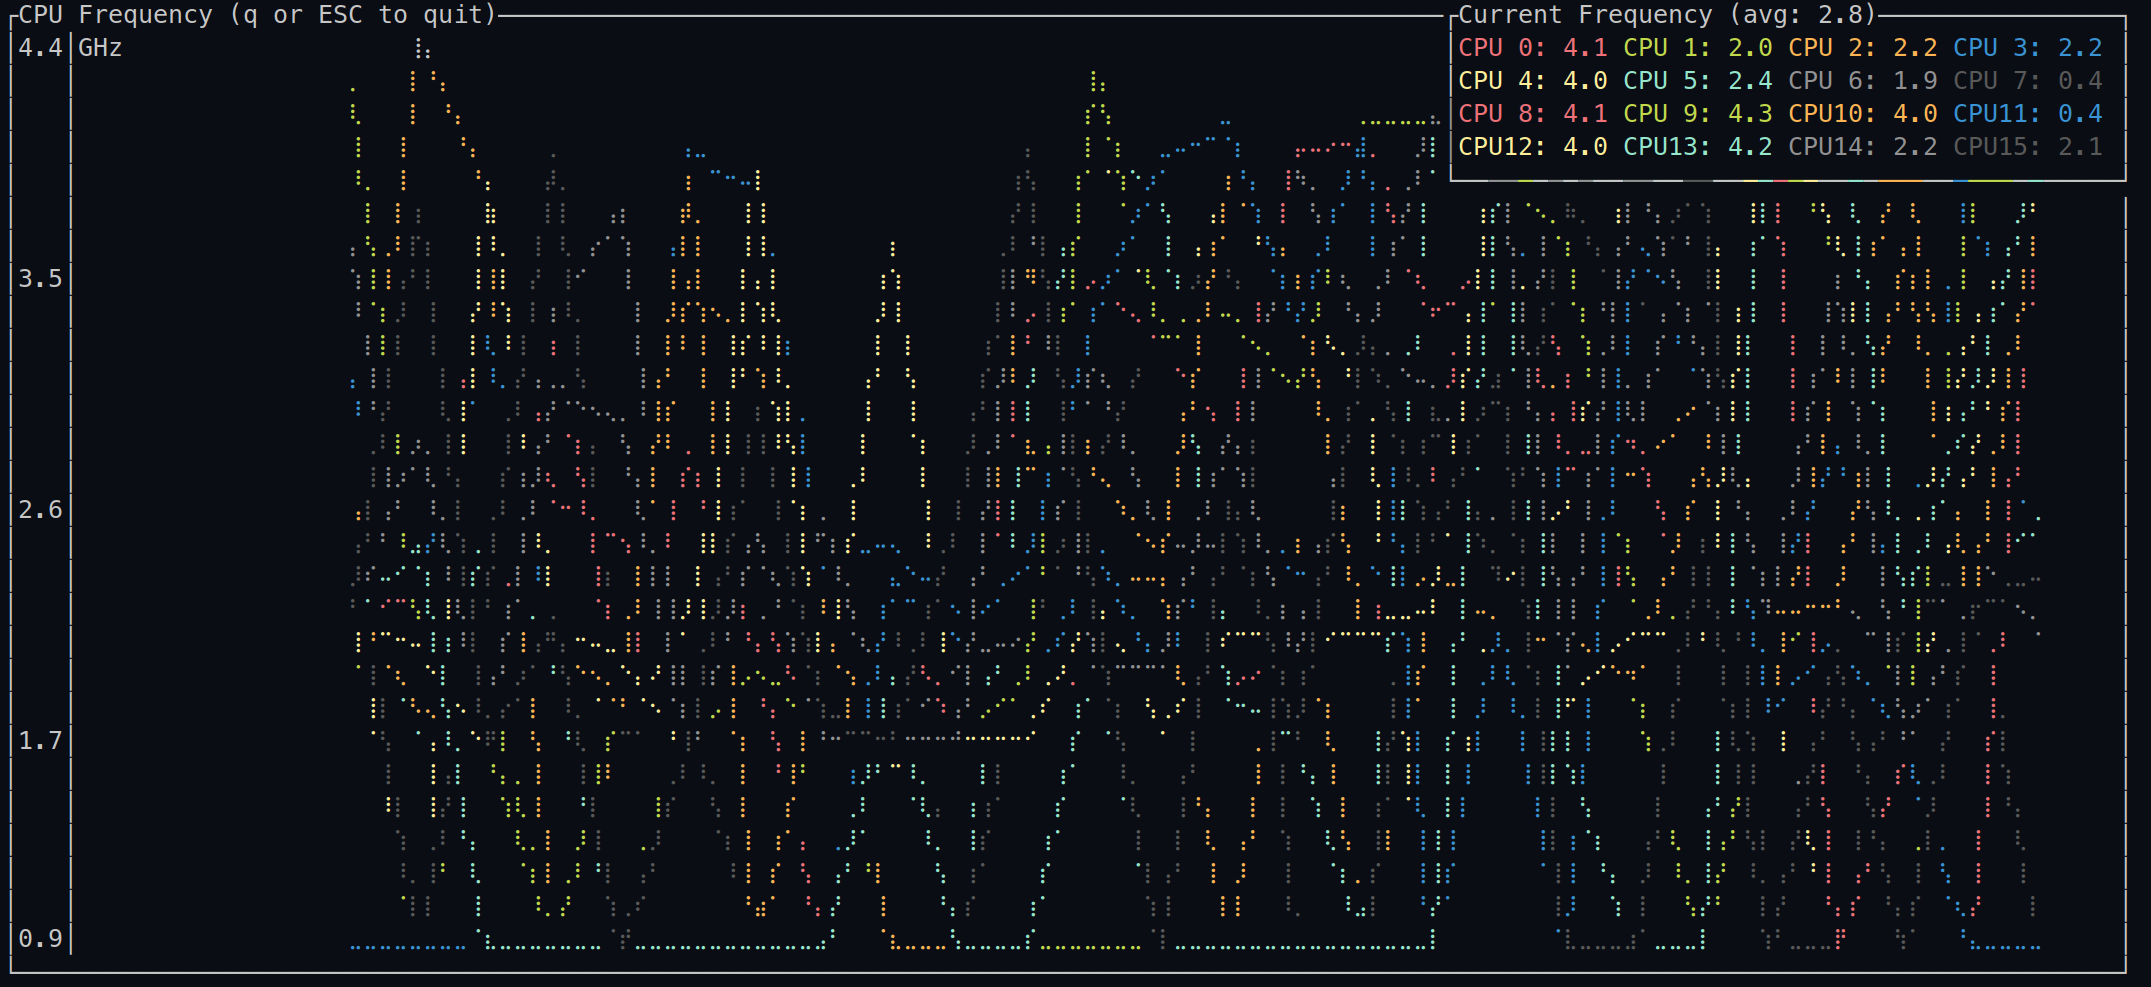 CPU Frequency (q or ESC to quit)
Current Frequency (avg: 2.8)
4.4 GHz
CPU 0: 4.1 CPU 1: 2.0 CPU 2: 2.2 CPU 3: 2.2
CPU 4: 4.0 CPU 5: 2.4 CPU 6: 1.9 CPU 7: 0.4
CPU 8: 4.1 CPU 9: 4.3 CPU10: 4.0 CPU11: 0.4
CPU12: 4.0 CPU13: 4.2 CPU14: 2.2 CPU15: 2.1
3.5
2.6
1.7
0.9